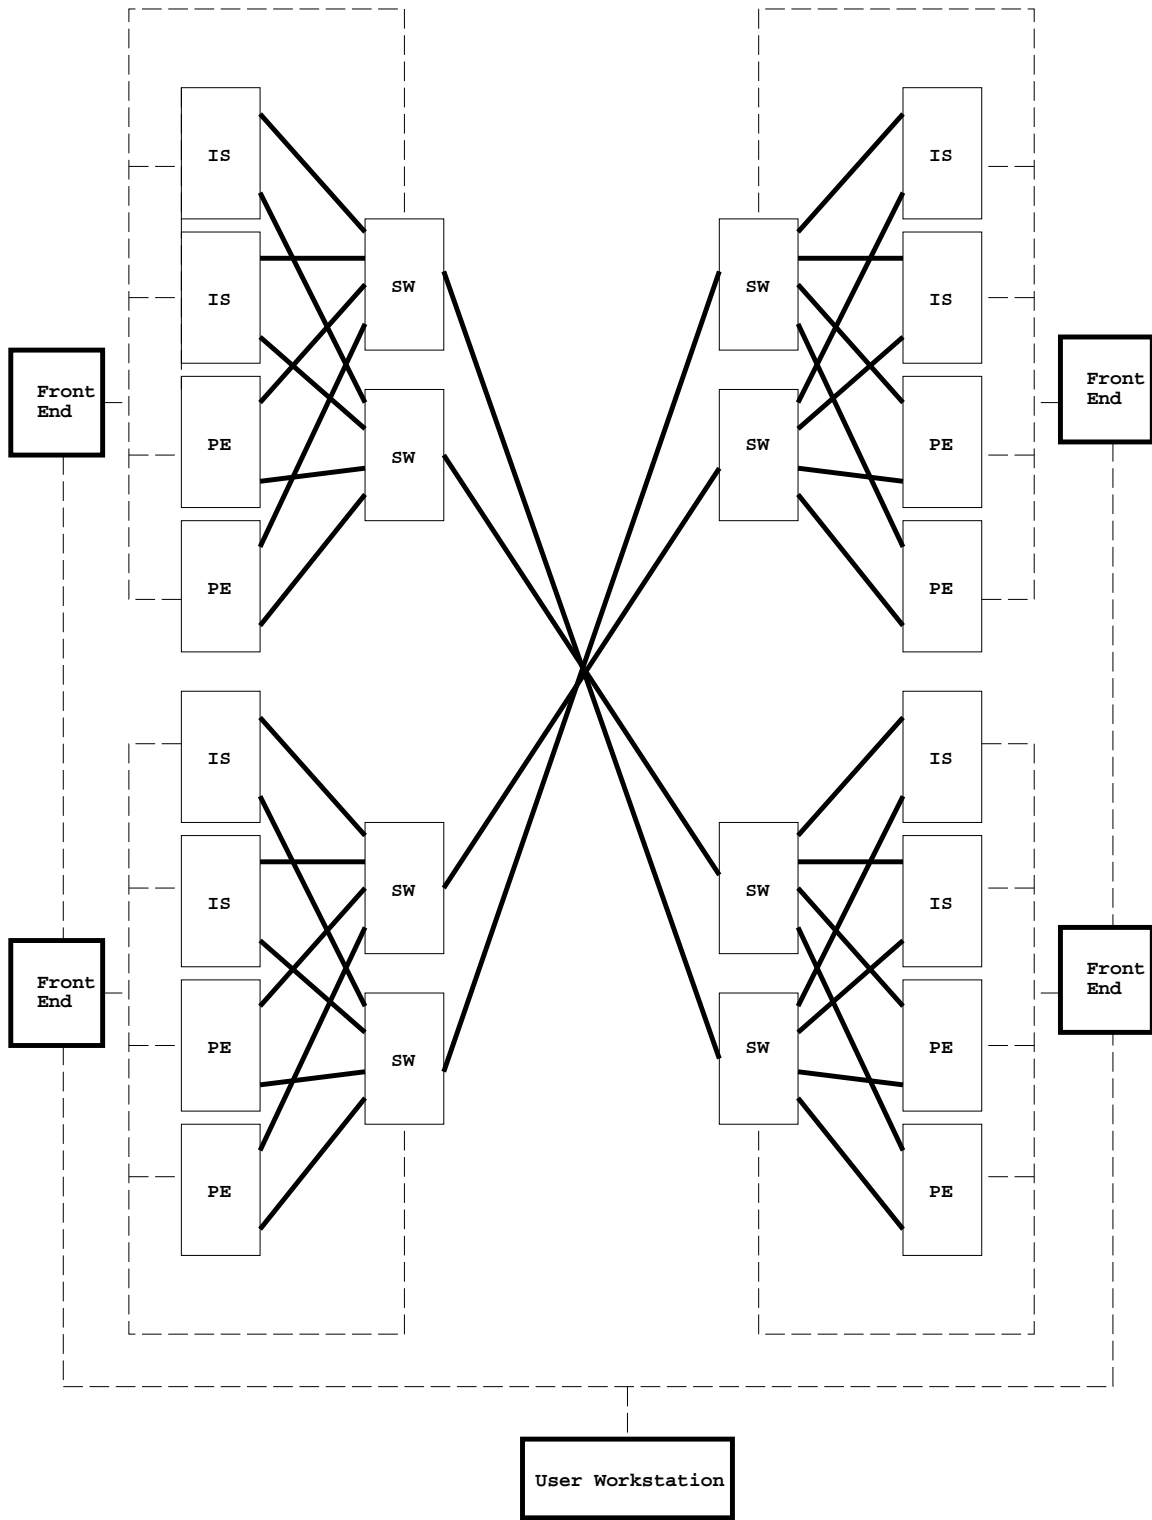 IS
IS
SW
SW
IS
IS
Front
End
Front
End
SW
SW
PE
PE
PE
PE
IS
IS
SW
SW
IS
IS
Front
End
Front
End
PE
SW
SW
PE
PE
PE
User Workstation